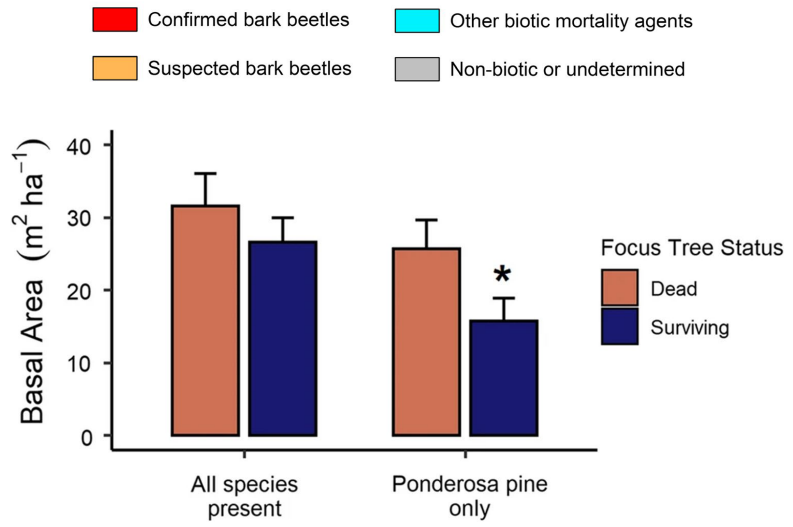 Confirmed bark beetles
Other biotic mortality agents
Suspected bark beetles
Non-biotic or undetermined
Basal Area (m² ha⁻¹)
40
30
20
10
0
*
All species
present
Ponderosa pine
only
Focus Tree Status
Dead
Surviving